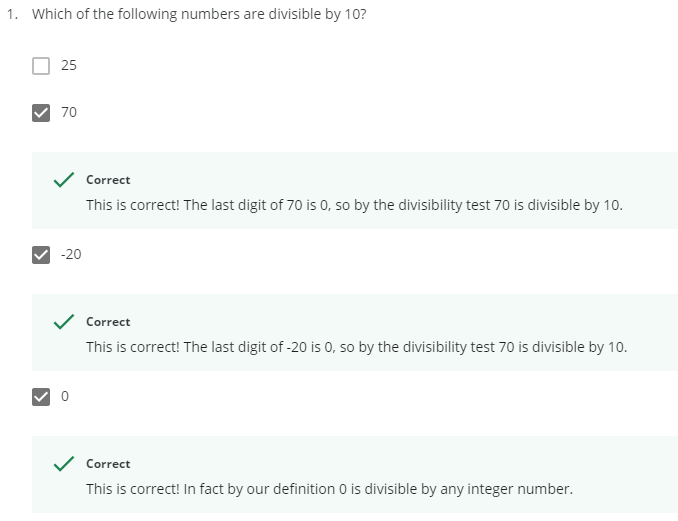 1. Which of the following numbers are divisible by 10?
25
70
Correct
This is correct! The last digit of 70 is 0, so by the divisibility test 70 is divisible by 10.
-20
Correct
This is correct! The last digit of -20 is 0, so by the divisibility test 70 is divisible by 10.
0
Correct
This is correct! In fact by our definition 0 is divisible by any integer number.